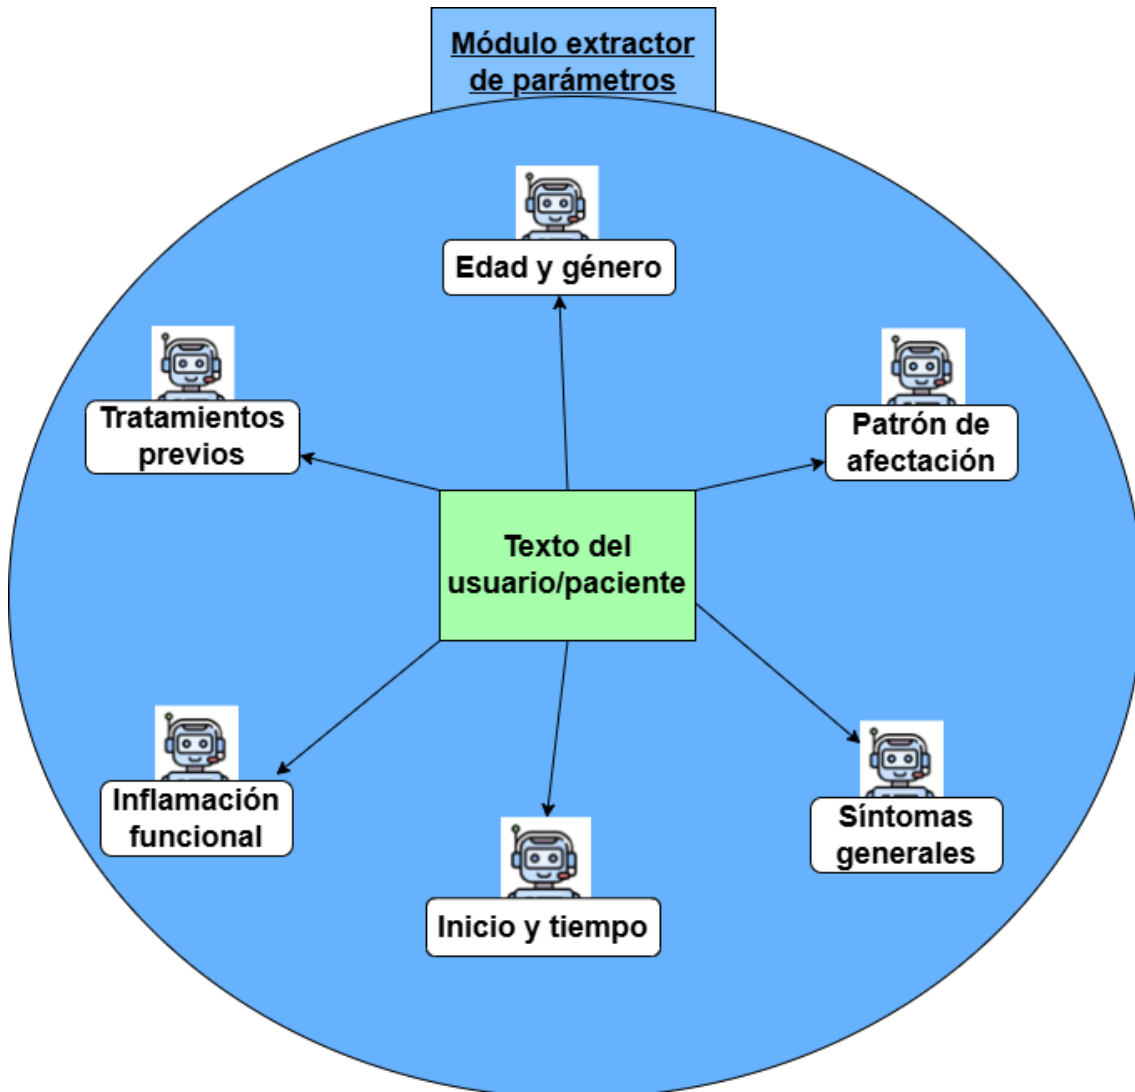 Módulo extractor
de parámetros
Edad y género
Tratamientos
previos
Patrón de
afectación
Texto del
usuario/paciente
Inflamación
funcional
Síntomas
generales
Inicio y tiempo